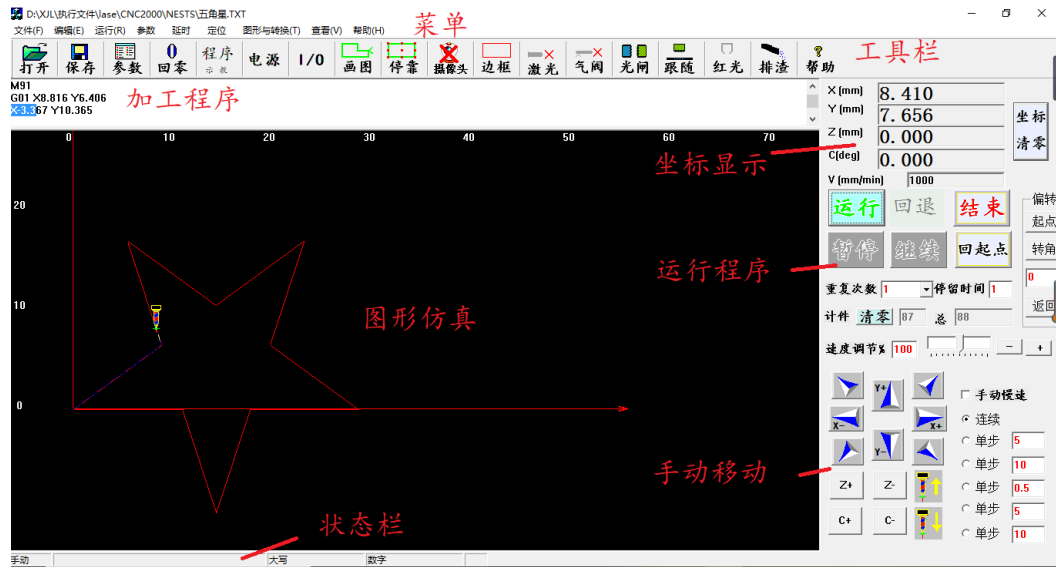 D:\XJL\执行文件\lase\CNC2000\NESTS\五角星.TXT
文件(F) 编辑(E) 运行(R) 参数 延时 定位 图形与转换(T) 查看(V) 帮助(H)
菜单
打开 保存 参数 0 回零 程序 示教 电源 I/O 画图 停靠 摄像头 边框 激光 气阀 光闸 跟随 红光 排渣 帮助
工具栏
M91
G01 X8.816 Y6.406
X-3.367 Y10.365
加工程序
X (mm) 8.410
Y (mm) 7.656
Z (mm) 0.000
C(deg) 0.000
V (mm/min) 1000
坐标清零
坐标显示
0 10 20 30 40 50 60 70
20
10
0
运行 回退 结束
暂停 继续 回起点
偏转
起点
转角
0
返回
运行程序
图形仿真
重复次数 1 停留时间 1
计件 清零 87 总 88
速度调节% 100 - +
Y+
X- X+
Y-
手动慢速
连续
单步 5
单步 10
单步 0.5
单步 5
单步 10
手动移动
Z+ Z-
C+ C-
状态栏
手动 大写 数字